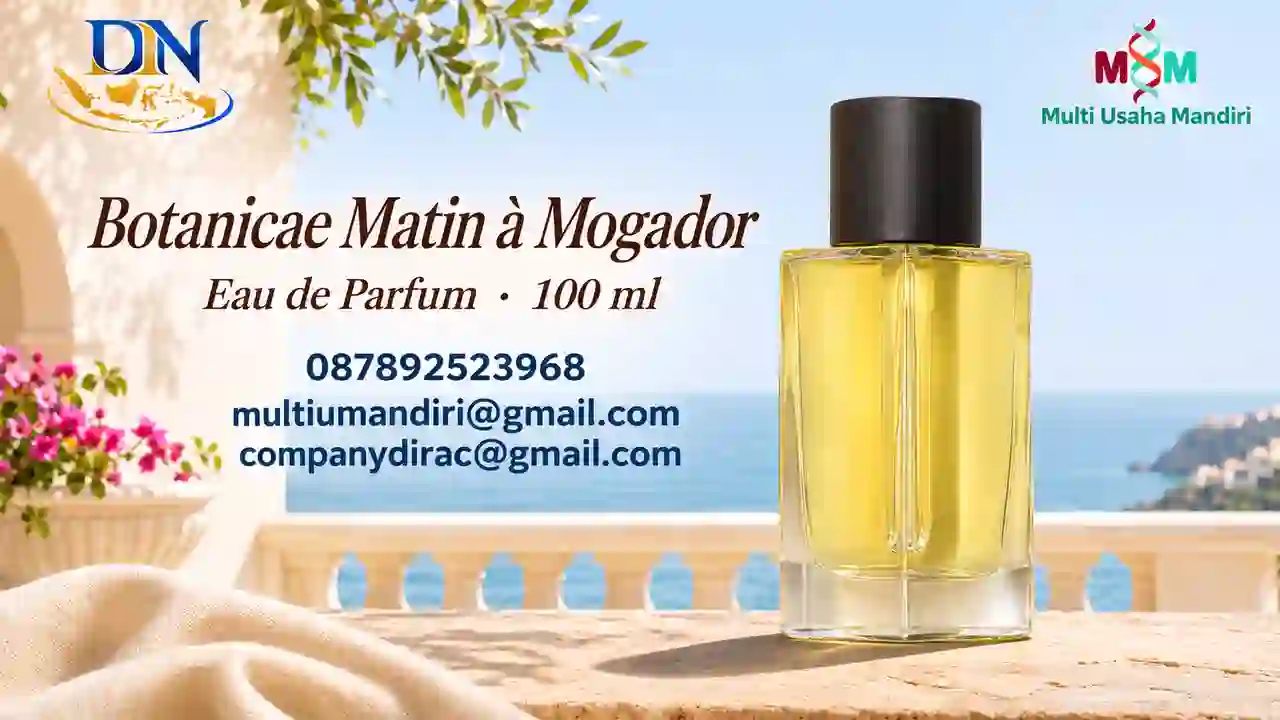 DN
MSM
Multi Usaha Mandiri
Botanicae Matin à Mogador
Eau de Parfum · 100 ml
087892523968
multiumandiri@gmail.com
companydirac@gmail.com